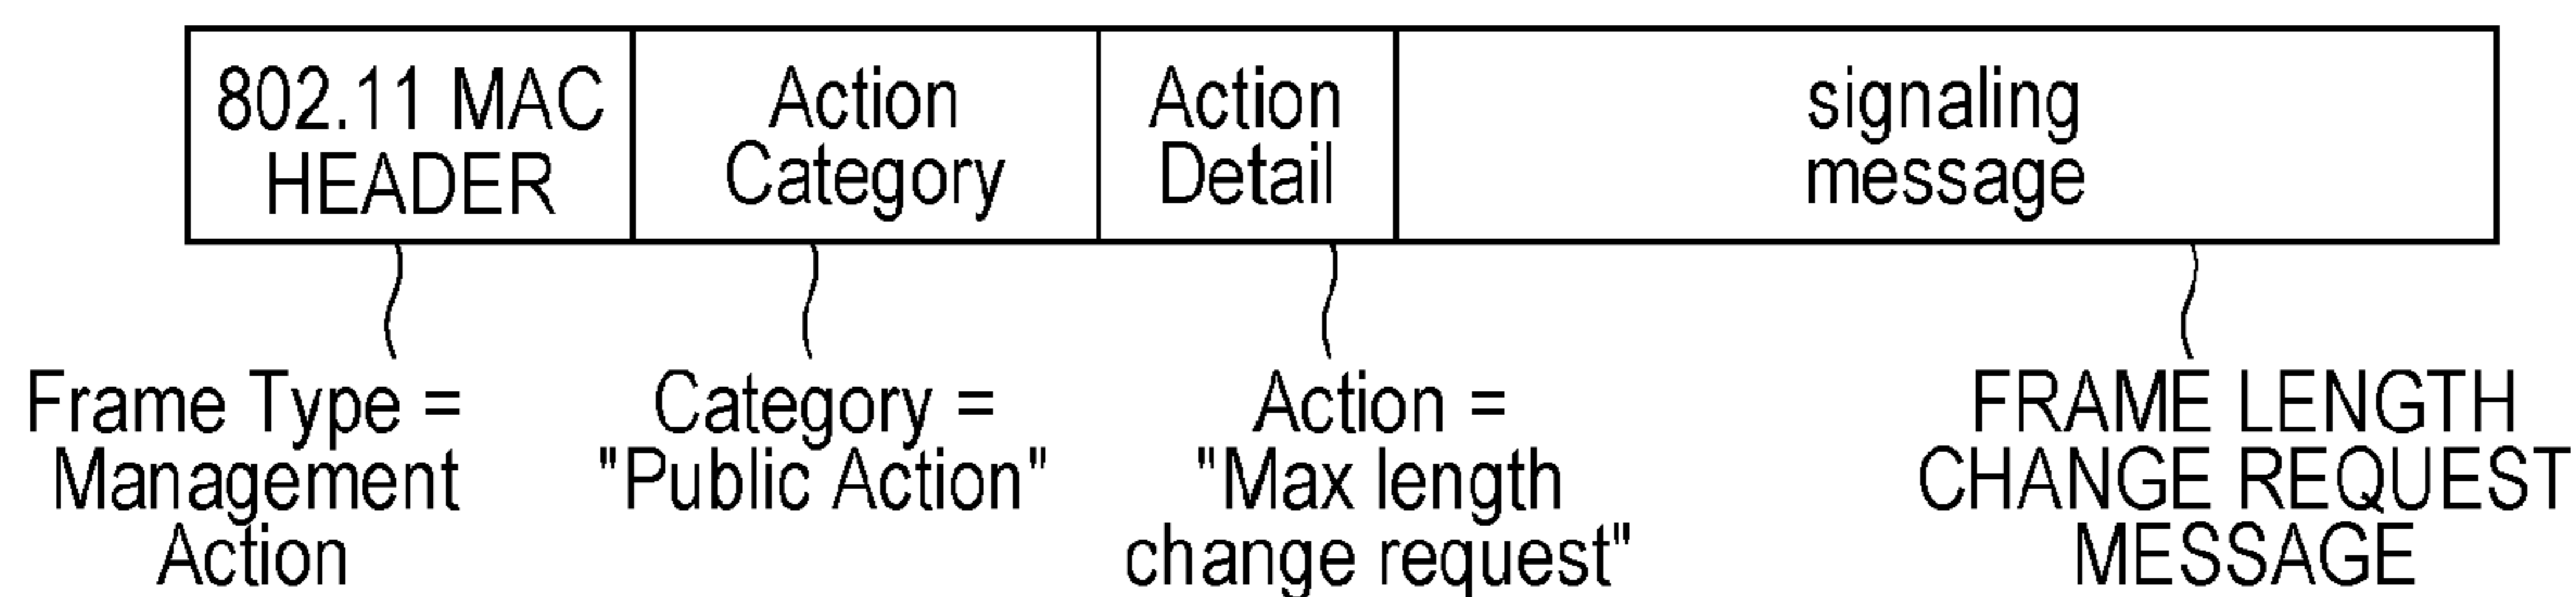 802.11 MAC
HEADER
Action
Category
Action
Detail
signaling
message
Frame Type =
Management
Action
Category =
"Public Action"
Action =
"Max length
change request"
FRAME LENGTH
CHANGE REQUEST
MESSAGE